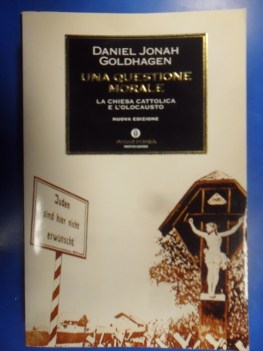 DANIEL JONAH
GOLDHAGEN
UNA QUESTIONE
MORALE
LA CHIESA CATTOLICA
E L'OLOCAUSTO
NUOVA EDIZIONE
Juden
sind hier nicht
erwünscht